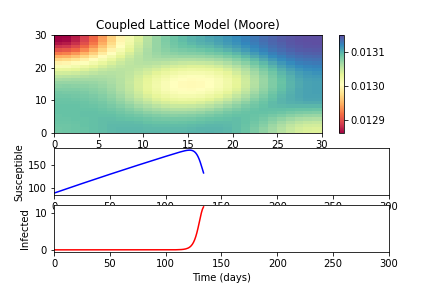 Coupled Lattice Model (Moore)
30
20
10
0
0 5 10 15 20 25 30
0.0131
0.0130
0.0129
Susceptible
150
100
0 50 100 150 200 250 300
Infected
10
0
0 50 100 150 200 250 300
Time (days)